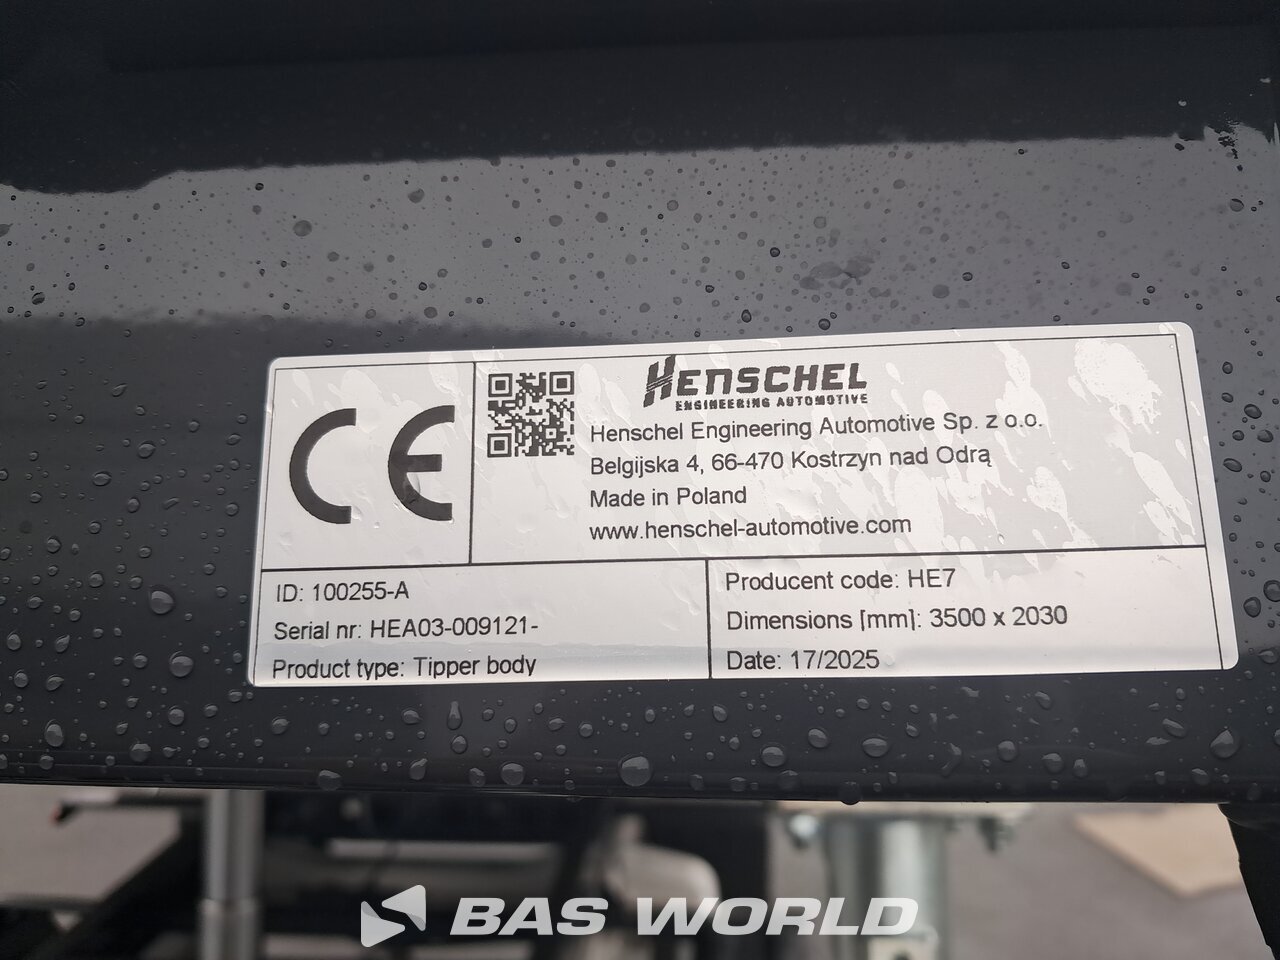 CE
HENSCHEL
ENGINEERING AUTOMOTIVE
Henschel Engineering Automotive Sp. z o.o.
Belgijska 4, 66-470 Kostrzyn nad Odrą
Made in Poland
www.henschel-automotive.com
ID: 100255-A
Serial nr: HEA03-009121-
Product type: Tipper body
Producent code: HE7
Dimensions [mm]: 3500 x 2030
Date: 17/2025
BAS WORLD